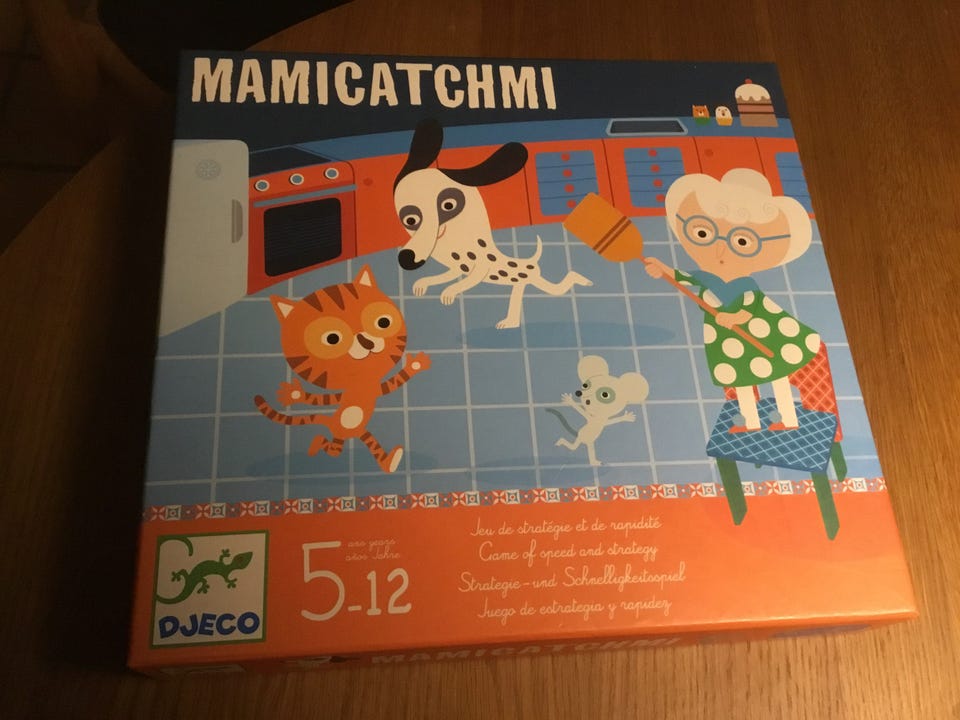 MAMICATCHMI
5-12
ans years
años Jahre
Jeu de stratégie et de rapidité
Game of speed and strategy
Strategie-und Schnelligkeitsspiel
Juego de estrategia y rapidez
DJECO
MAMICATCHMI